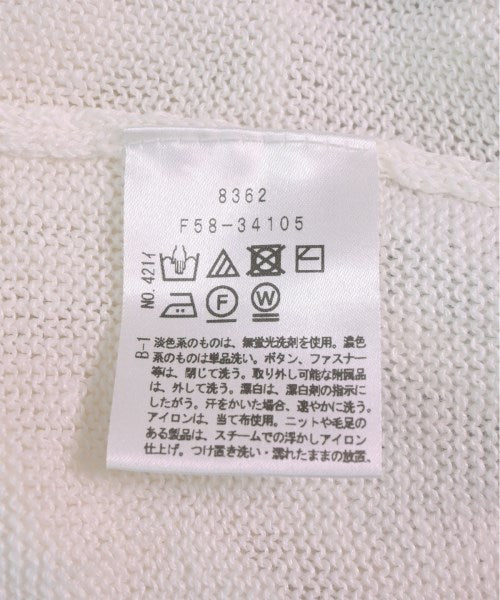 8362
F58-34105
NO.421イ
F
W
B-1
淡色系のものは、無蛍光洗剤を使用。濃色
系のものは単品洗い。ボタン、ファスナー
等は、閉じて洗う。取り外し可能な附図品
は、外して洗う。漂白は、漂白剤の指示に
したがう。汗をかいた場合、速やかに洗う。
アイロンは、当て布使用。ニットや毛足の
ある製品は、スチームでの浮かしアイロン
仕上げ。つけ置き洗い・濡れたままの放置、